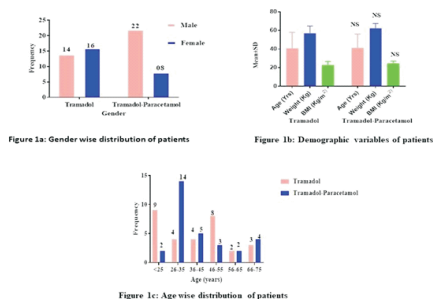 25
20
15
10
5
0
Frequency
14
16
22
08
Male
Female
Tramadol
Tramadol-Paracetamol
Gender
Figure 1a: Gender wise distribution of patients
80
60
40
20
0
Mean±SD
NS
NS
NS
Age (Yrs)
Weight (Kg)
BMI (Kg/m²)
Age (Yrs)
Weight (Kg)
BMI (Kg/m²)
Tramadol
Tramadol-Paracetamol
Figure 1b: Demographic variables of patients
15
10
5
0
Frequency
9
2
4
14
4
5
8
3
2
2
3
4
Tramadol
Tramadol-Paracetamol
<25
26-35
36-45
46-55
56-65
66-75
Age (years)
Figure 1c: Age wise distribution of patients